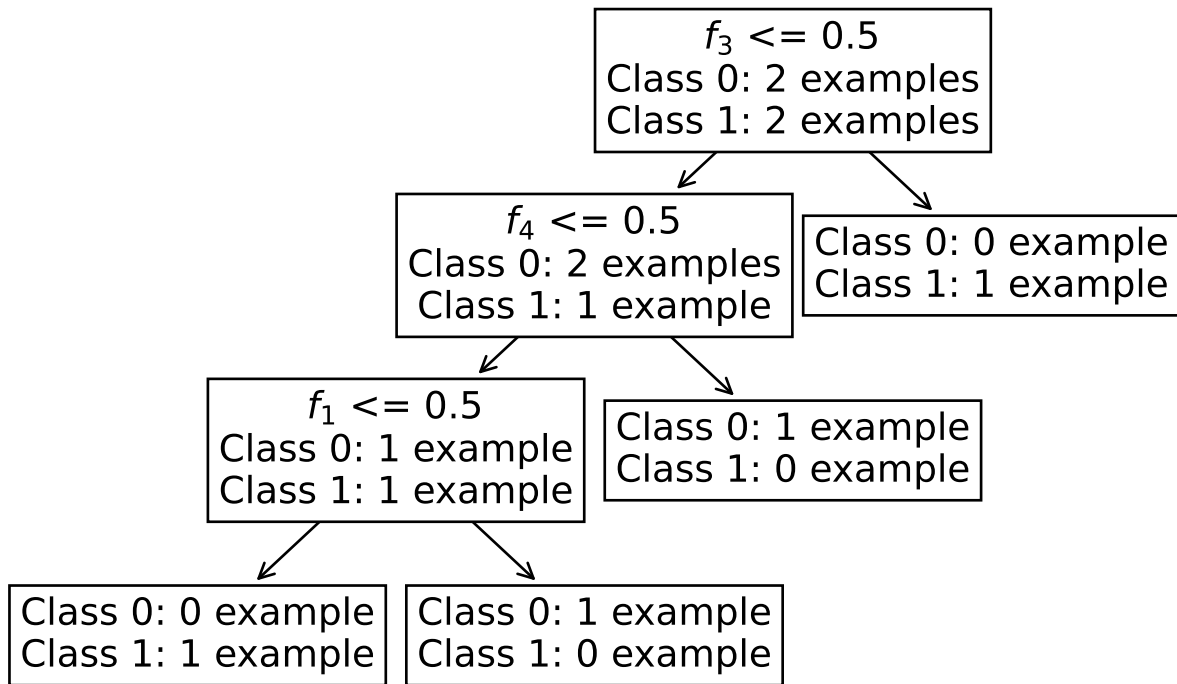 f₃ <= 0.5
Class 0: 2 examples
Class 1: 2 examples
f₄ <= 0.5
Class 0: 2 examples
Class 1: 1 example
Class 0: 0 example
Class 1: 1 example
f₁ <= 0.5
Class 0: 1 example
Class 1: 1 example
Class 0: 1 example
Class 1: 0 example
Class 0: 0 example
Class 1: 1 example
Class 0: 1 example
Class 1: 0 example